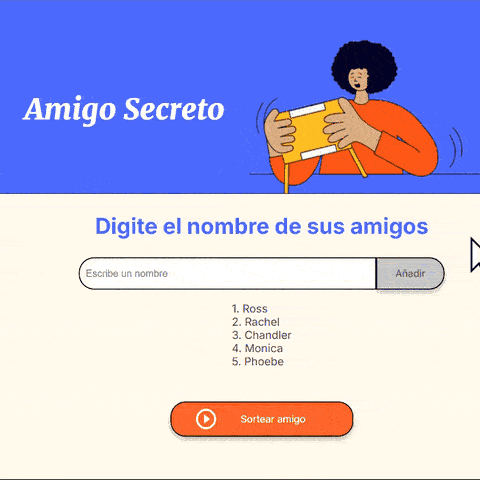 Amigo Secreto
Digite el nombre de sus amigos
Escribe un nombre
Añadir
1. Ross
2. Rachel
3. Chandler
4. Monica
5. Phoebe
Sortear amigo